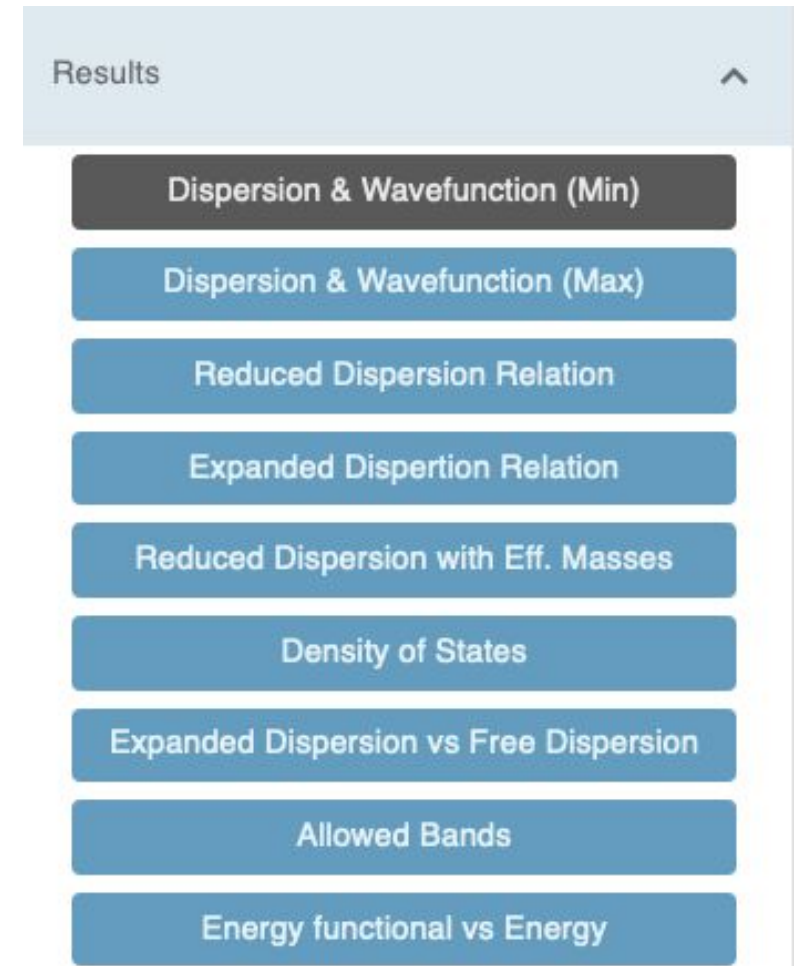 Results
Dispersion & Wavefunction (Min)
Dispersion & Wavefunction (Max)
Reduced Dispersion Relation
Expanded Dispertion Relation
Reduced Dispersion with Eff. Masses
Density of States
Expanded Dispersion vs Free Dispersion
Allowed Bands
Energy functional vs Energy